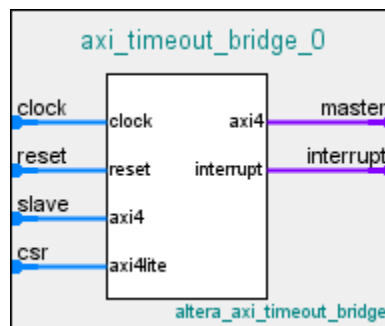 axi_timeout_bridge_0
clock clock axi4 master
reset reset interrupt interrupt
slave axi4
csr axi4lite
altera_axi_timeout_bridge